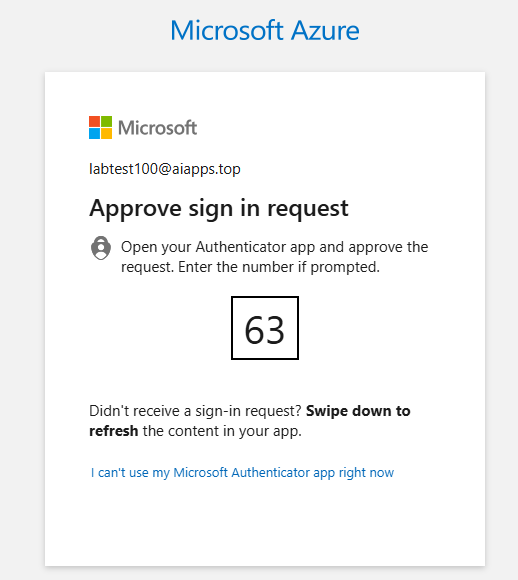 Microsoft Azure
Microsoft
labtest100@aiapps.top
Approve sign in request
Open your Authenticator app and approve the
request. Enter the number if prompted.
63
Didn't receive a sign-in request? Swipe down to
refresh the content in your app.
I can't use my Microsoft Authenticator app right now